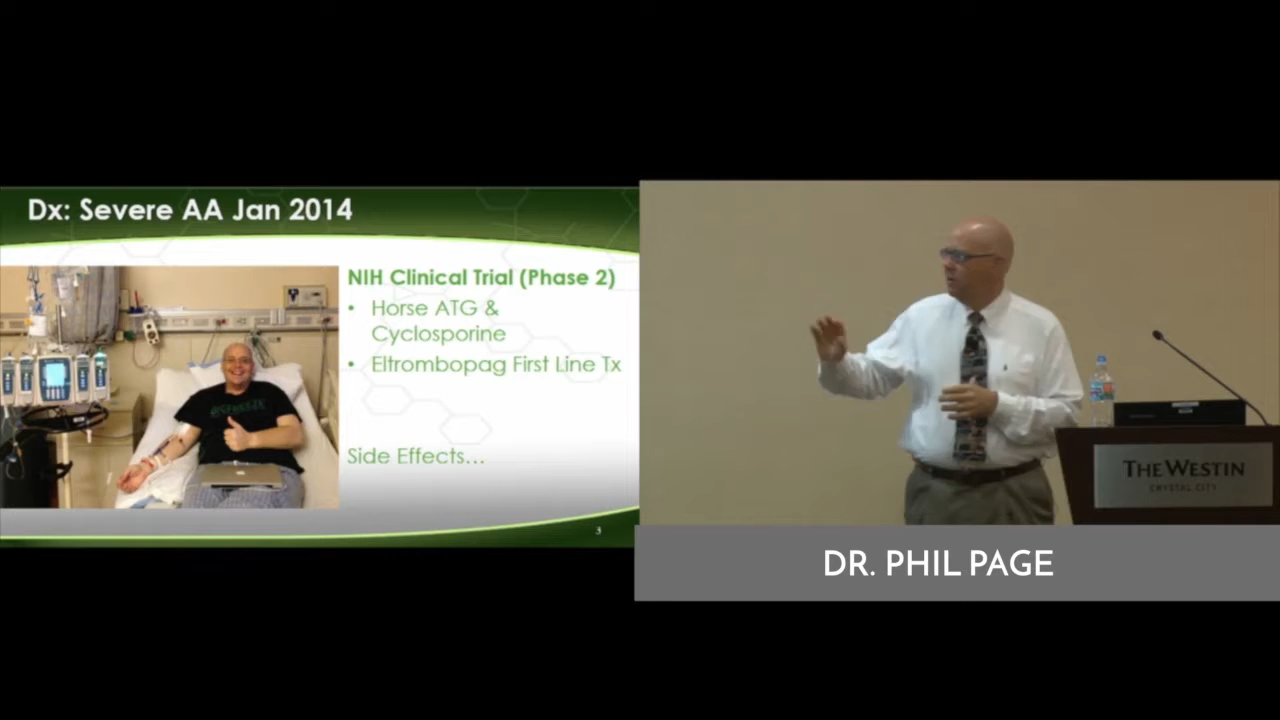 Dx: Severe AA Jan 2014
NIH Clinical Trial (Phase 2)
• Horse ATG &
Cyclosporine
• Eltrombopag First Line Tx
Side Effects...
3
THE WESTIN
CRYSTAL CITY
DR. PHIL PAGE